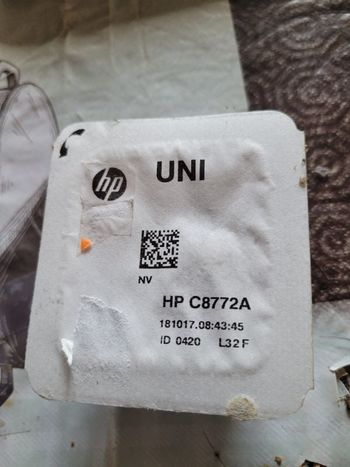 hp
UNI
NV
HP C8772A
181017.08:43:45
ID 0420 L32F